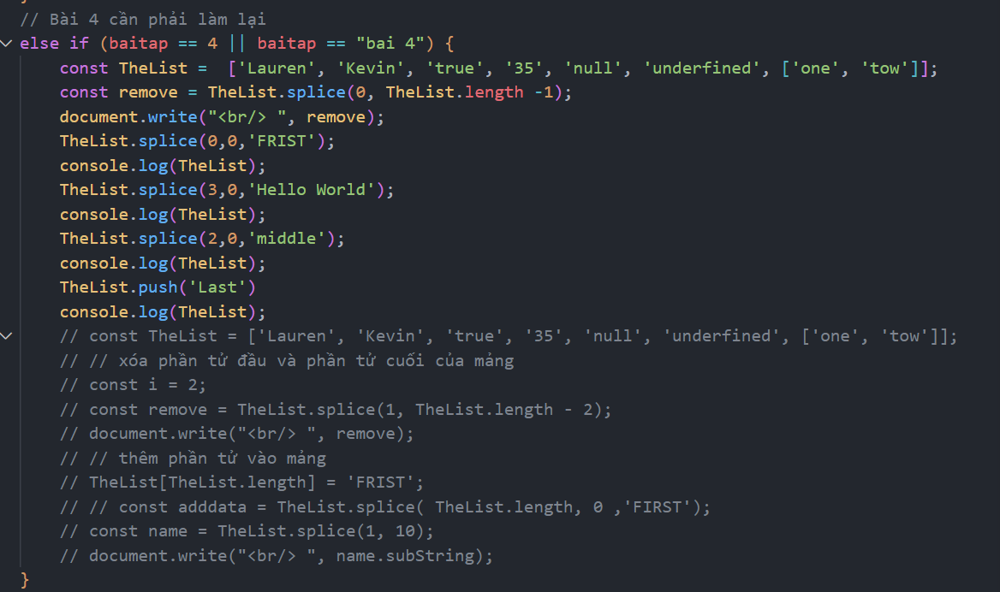 // Bài 4 cần phải làm lại
else if (baitap == 4 || baitap == "bai 4") {
const TheList =  ['Lauren', 'Kevin', 'true', '35', 'null', 'underfined', ['one', 'tow']];
const remove = TheList.splice(0, TheList.length -1);
document.write("<br/> ", remove);
TheList.splice(0,0,'FRIST');
console.log(TheList);
TheList.splice(3,0,'Hello World');
console.log(TheList);
TheList.splice(2,0,'middle');
console.log(TheList);
TheList.push('Last')
console.log(TheList);
// const TheList = ['Lauren', 'Kevin', 'true', '35', 'null', 'underfined', ['one', 'tow']];
// // xóa phần tử đầu và phần tử cuối của mảng
// const i = 2;
// const remove = TheList.splice(1, TheList.length - 2);
// document.write("<br/> ", remove);
// // thêm phần tử vào mảng
// TheList[TheList.length] = 'FRIST';
// // const adddata = TheList.splice( TheList.length, 0 ,'FIRST');
// const name = TheList.splice(1, 10);
// document.write("<br/> ", name.subString);
}